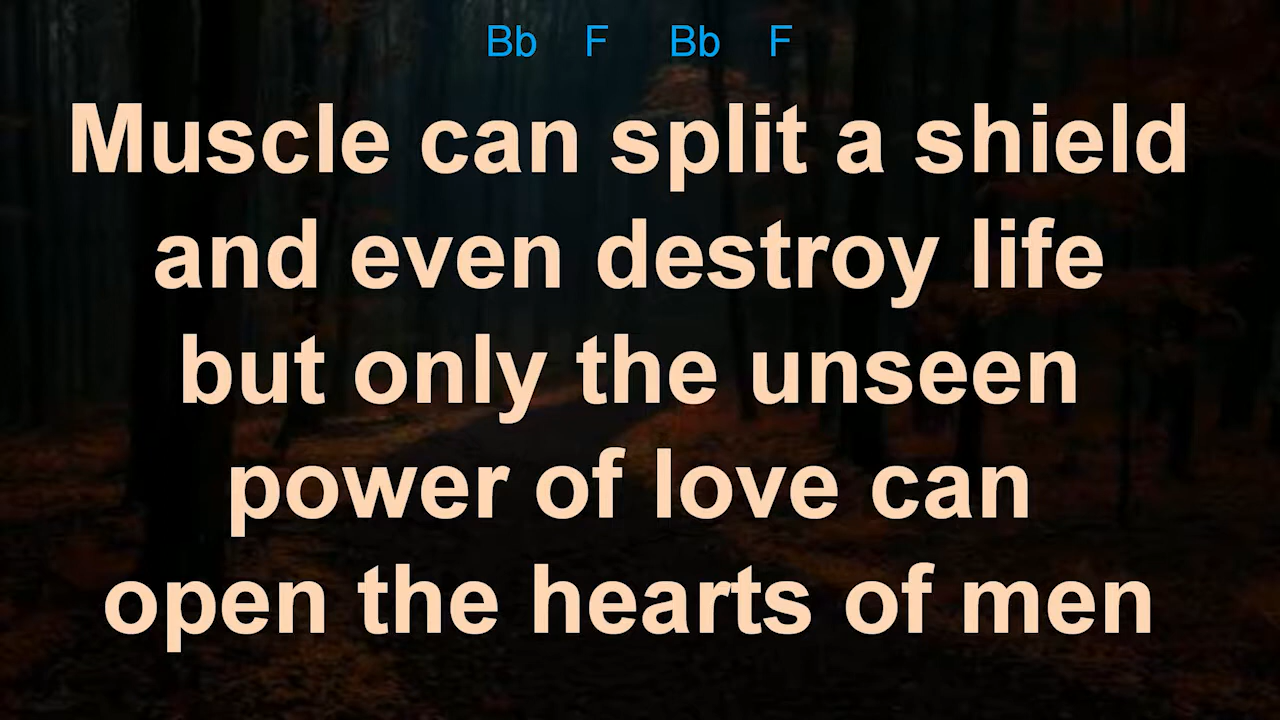 Bb F Bb F
Muscle can split a shield
and even destroy life
but only the unseen
power of love can
open the hearts of men